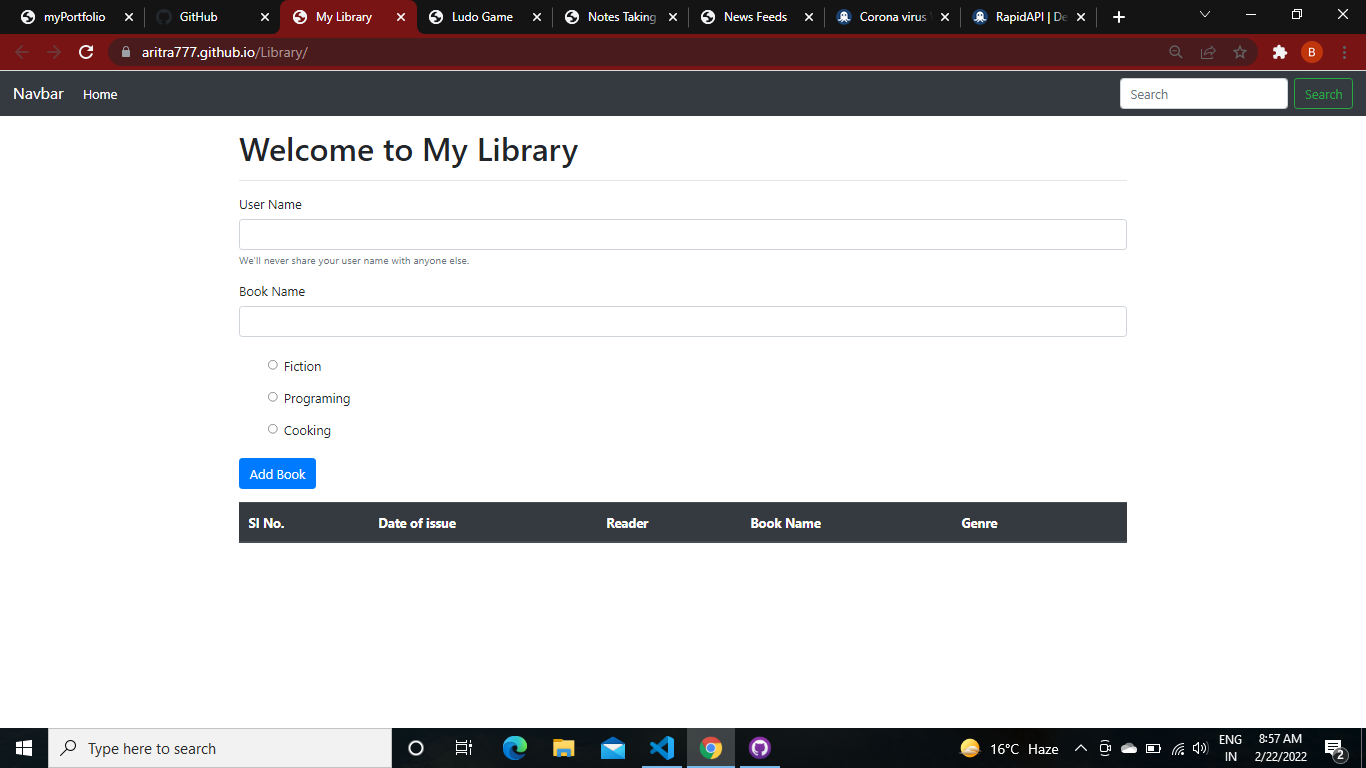 myPortfolio GitHub My Library Ludo Game Notes Taking News Feeds Corona virus RapidAPI | De
aritra777.github.io/Library/ B
Navbar Home Search Search
Welcome to My Library
User Name
We'll never share your user name with anyone else.
Book Name
Fiction
Programing
Cooking
Add Book
Sl No. Date of issue Reader Book Name Genre
Type here to search 16°C Haze ENG 8:57 AM
IN 2/22/2022 2